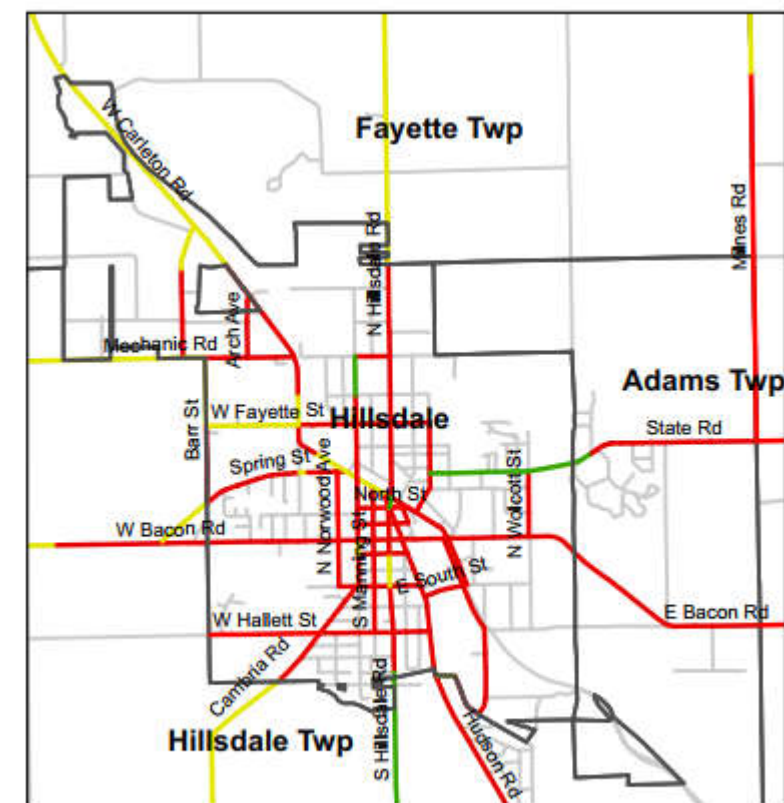 W Carleton Rd
Fayette Twp
Milnes Rd
N Hillsdale Rd
Arch Ave
Mechanic Rd
Adams Twp
Barr St
W Fayette St
Hillsdale
State Rd
Spring St
N Norwood Ave
North St
N Wolcott St
W Bacon Rd
S Manning St
E South St
W Hallett St
E Bacon Rd
Cambria Rd
S Hillsdale Rd
Hillsdale Twp
Hudson Rd